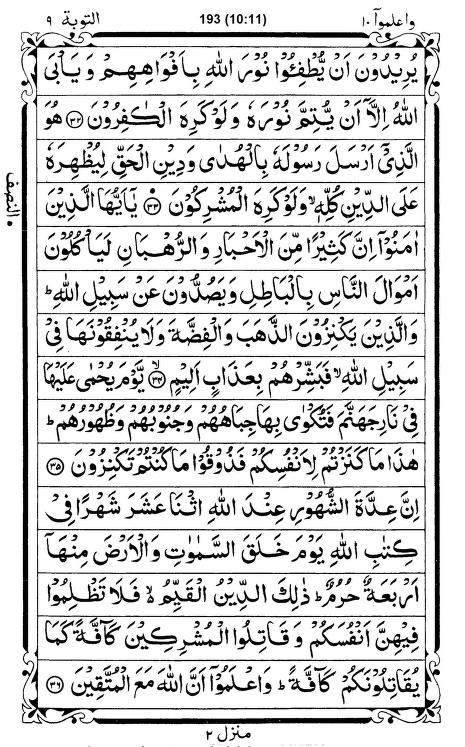 واعلموآ ١٠ 193 (10:11) التوبة ٩
يُرِيْدُوْنَ اَنْ يُّطْفِـُٔوْا نُوْرَ اللّٰهِ بِاَفْوَاهِهِمْ وَيَاْبَى
اللّٰهُ اِلَّاۤ اَنْ يُّتِمَّ نُوْرَهٗ وَلَوْ كَرِهَ الْكٰفِرُوْنَ ﴿٣٢﴾ هُوَ
الَّذِيْۤ اَرْسَلَ رَسُوْلَهٗ بِالْهُدٰى وَدِيْنِ الْحَقِّ لِيُظْهِرَهٗ
عَلَى الدِّيْنِ كُلِّهٖ ۙ وَلَوْ كَرِهَ الْمُشْرِكُوْنَ ﴿٣٣﴾ يٰۤاَيُّهَا الَّذِيْنَ
اٰمَنُوْۤا اِنَّ كَثِيْرًا مِّنَ الْاَحْبَارِ وَالرُّهْبَانِ لَيَاْكُلُوْنَ
النصف
اَمْوَالَ النَّاسِ بِالْبَاطِلِ وَيَصُدُّوْنَ عَنْ سَبِيْلِ اللّٰهِ ؕ
وَالَّذِيْنَ يَكْنِزُوْنَ الذَّهَبَ وَالْفِضَّةَ وَلَا يُنْفِقُوْنَهَا فِيْ
سَبِيْلِ اللّٰهِ ۙ فَبَشِّرْهُمْ بِعَذَابٍ اَلِيْمٍ ۙ﴿٣٤﴾ يَّوْمَ يُحْمٰى عَلَيْهَا
فِيْ نَارِ جَهَنَّمَ فَتُكْوٰى بِهَا جِبَاهُهُمْ وَجُنُوْبُهُمْ وَظُهُوْرُهُمْ ؕ
هٰذَا مَا كَنَزْتُمْ لِاَنْفُسِكُمْ فَذُوْقُوْا مَا كُنْتُمْ تَكْنِزُوْنَ ﴿٣٥﴾
اِنَّ عِدَّةَ الشُّهُوْرِ عِنْدَ اللّٰهِ اثْنَا عَشَرَ شَهْرًا فِيْ
كِتٰبِ اللّٰهِ يَوْمَ خَلَقَ السَّمٰوٰتِ وَالْاَرْضَ مِنْهَاۤ
اَرْبَعَةٌ حُرُمٌ ؕ ذٰلِكَ الدِّيْنُ الْقَيِّمُ ۙ فَلَا تَظْلِمُوْا
فِيْهِنَّ اَنْفُسَكُمْ وَقَاتِلُوا الْمُشْرِكِيْنَ كَآفَّةً كَمَا
يُقَاتِلُوْنَكُمْ كَآفَّةً ؕ وَاعْلَمُوْۤا اَنَّ اللّٰهَ مَعَ الْمُتَّقِيْنَ ﴿٣٦﴾
منزل ٢